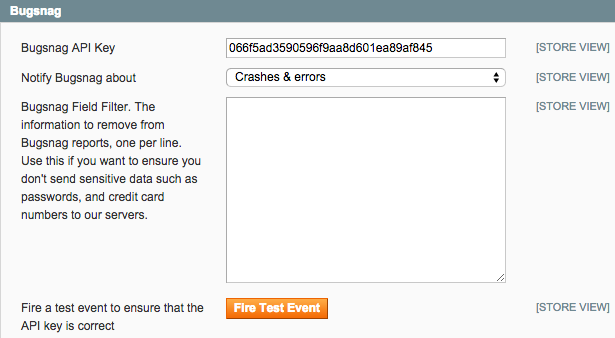 Bugsnag
Bugsnag API Key 066f5ad3590596f9aa8d601ea89af845 [STORE VIEW]
Notify Bugsnag about Crashes & errors [STORE VIEW]
Bugsnag Field Filter. The [STORE VIEW]
information to remove from
Bugsnag reports, one per line.
Use this if you want to ensure you
don't send sensitive data such as
passwords, and credit card
numbers to our servers.
Fire a test event to ensure that the Fire Test Event [STORE VIEW]
API key is correct